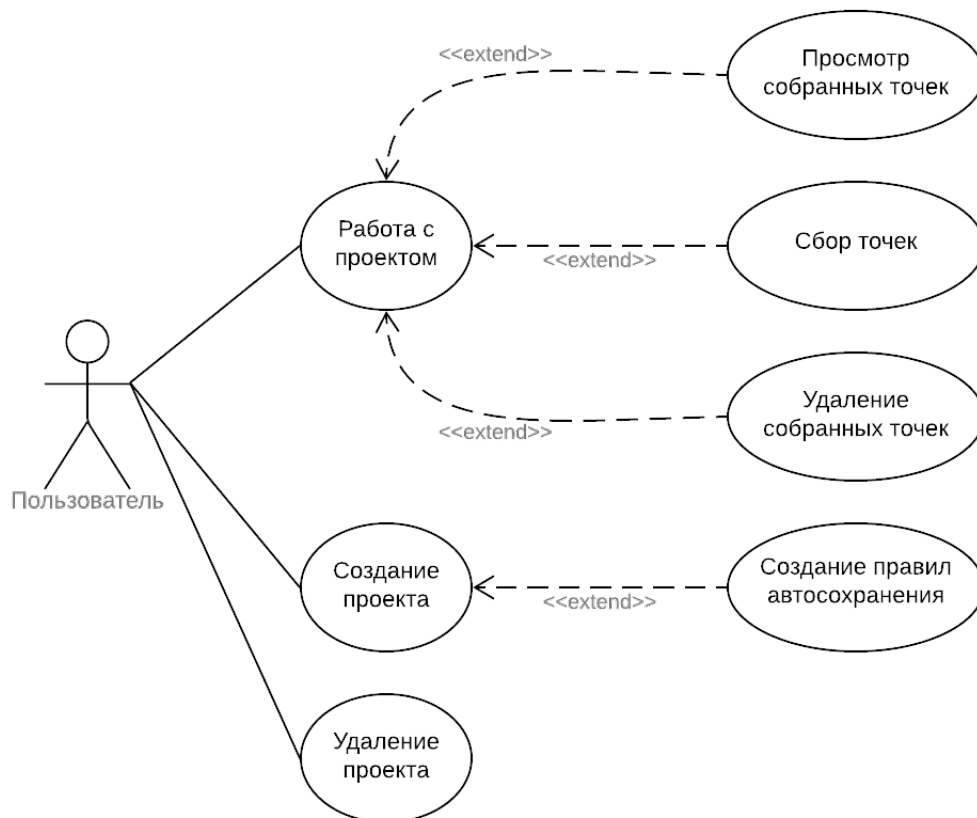 <<extend>>
Просмотр
собранных точек
Работа с
проектом
<<extend>>
Сбор точек
<<extend>>
Удаление
собранных точек
Пользователь
Создание
проекта
<<extend>>
Создание правил
автосохранения
Удаление
проекта